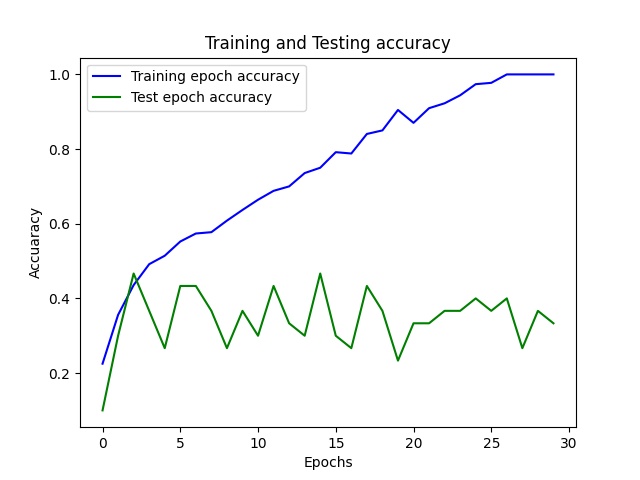 Training and Testing accuracy
Training epoch accuracy
Test epoch accuracy
1.0
0.8
0.6
0.4
0.2
Accuaracy
0 5 10 15 20 25 30
Epochs